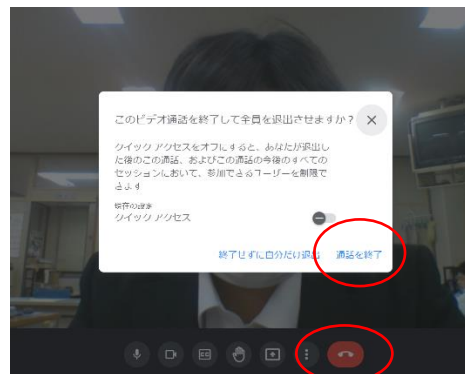 このビデオ通話を終了して全員を退出させますか？
クイック アクセスをオフにすると、あなたが退出し
た後のこの通話、およびこの通話の今後のすべての
セッションにおいて、参加できるユーザーを制限で
きます
現在の設定
クイック アクセス
終了せずに自分だけ退出
通話を終了